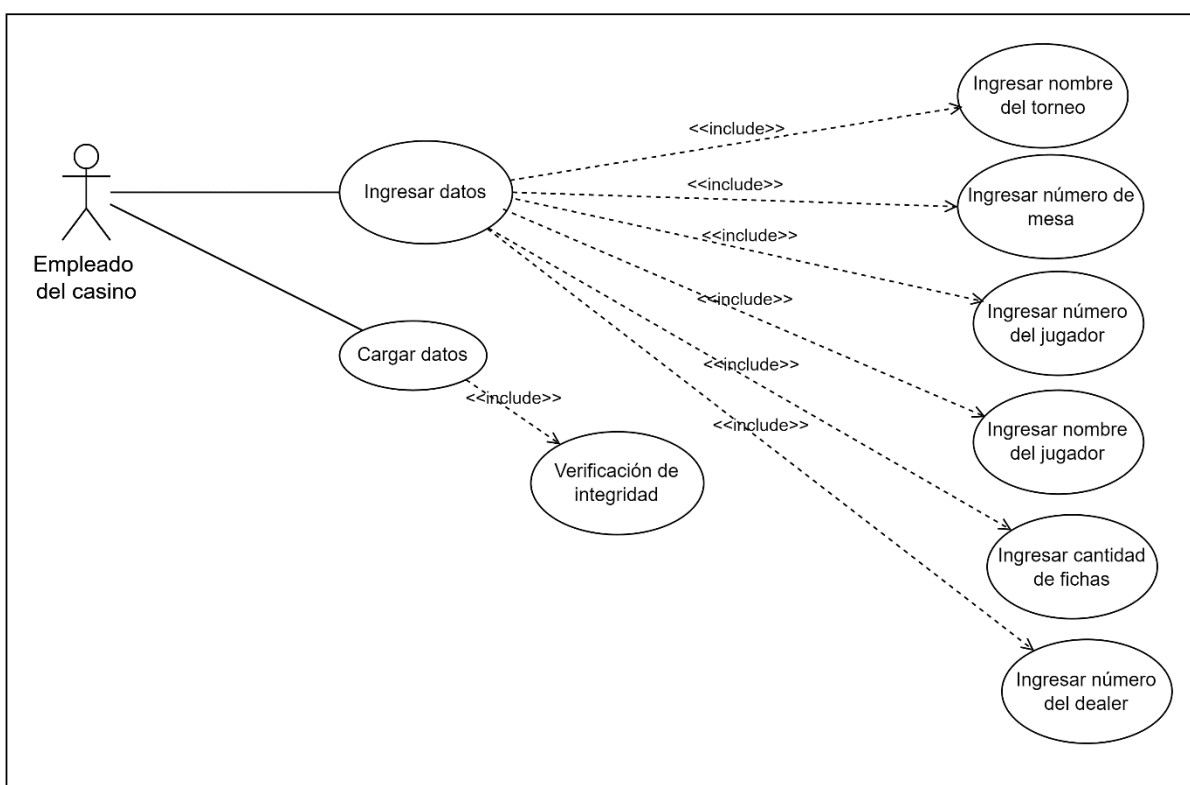 Ingresar nombre
del torneo
<<include>>
Ingresar datos
<<include>>
Ingresar número de
mesa
<<include>>
Empleado
del casino
<<include>>
Ingresar número
del jugador
Cargar datos
<<include>>
<<include>>
<<include>>
Ingresar nombre
del jugador
Verificación de
integridad
Ingresar cantidad
de fichas
Ingresar número
del dealer